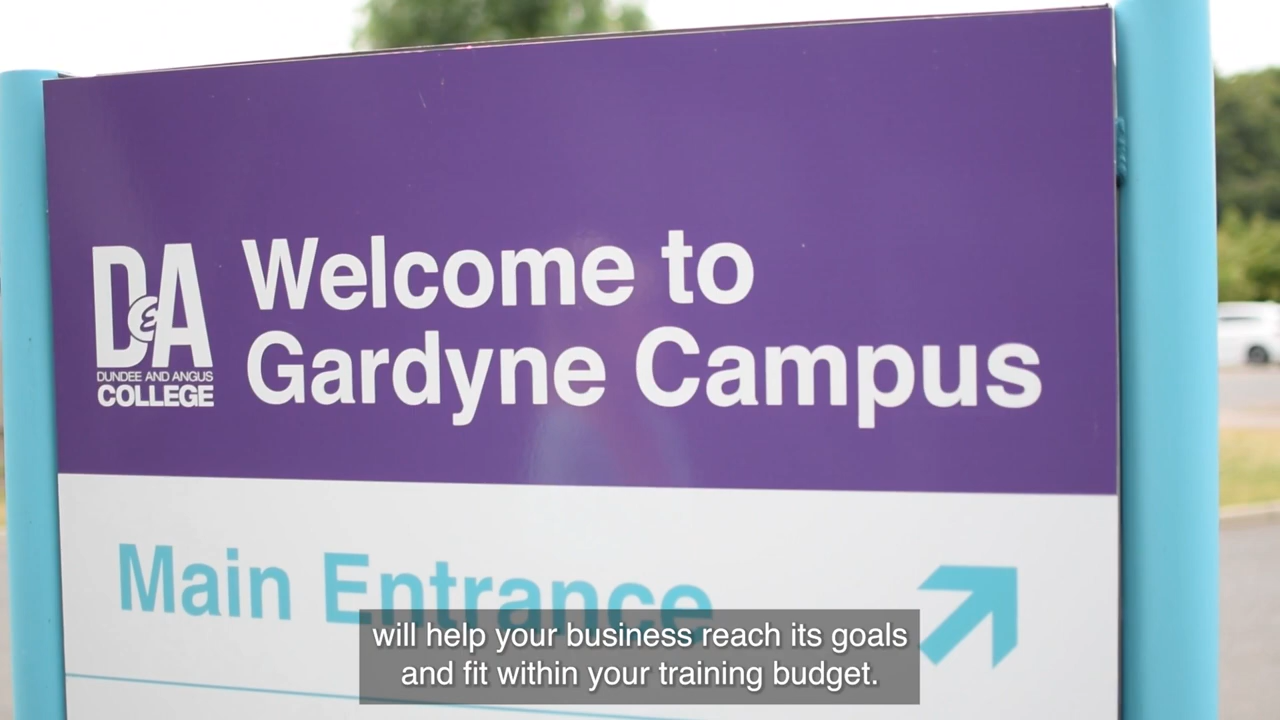 D&A
DUNDEE AND ANGUS
COLLEGE
Welcome to
Gardyne Campus
Main Entrance
will help your business reach its goals
and fit within your training budget.